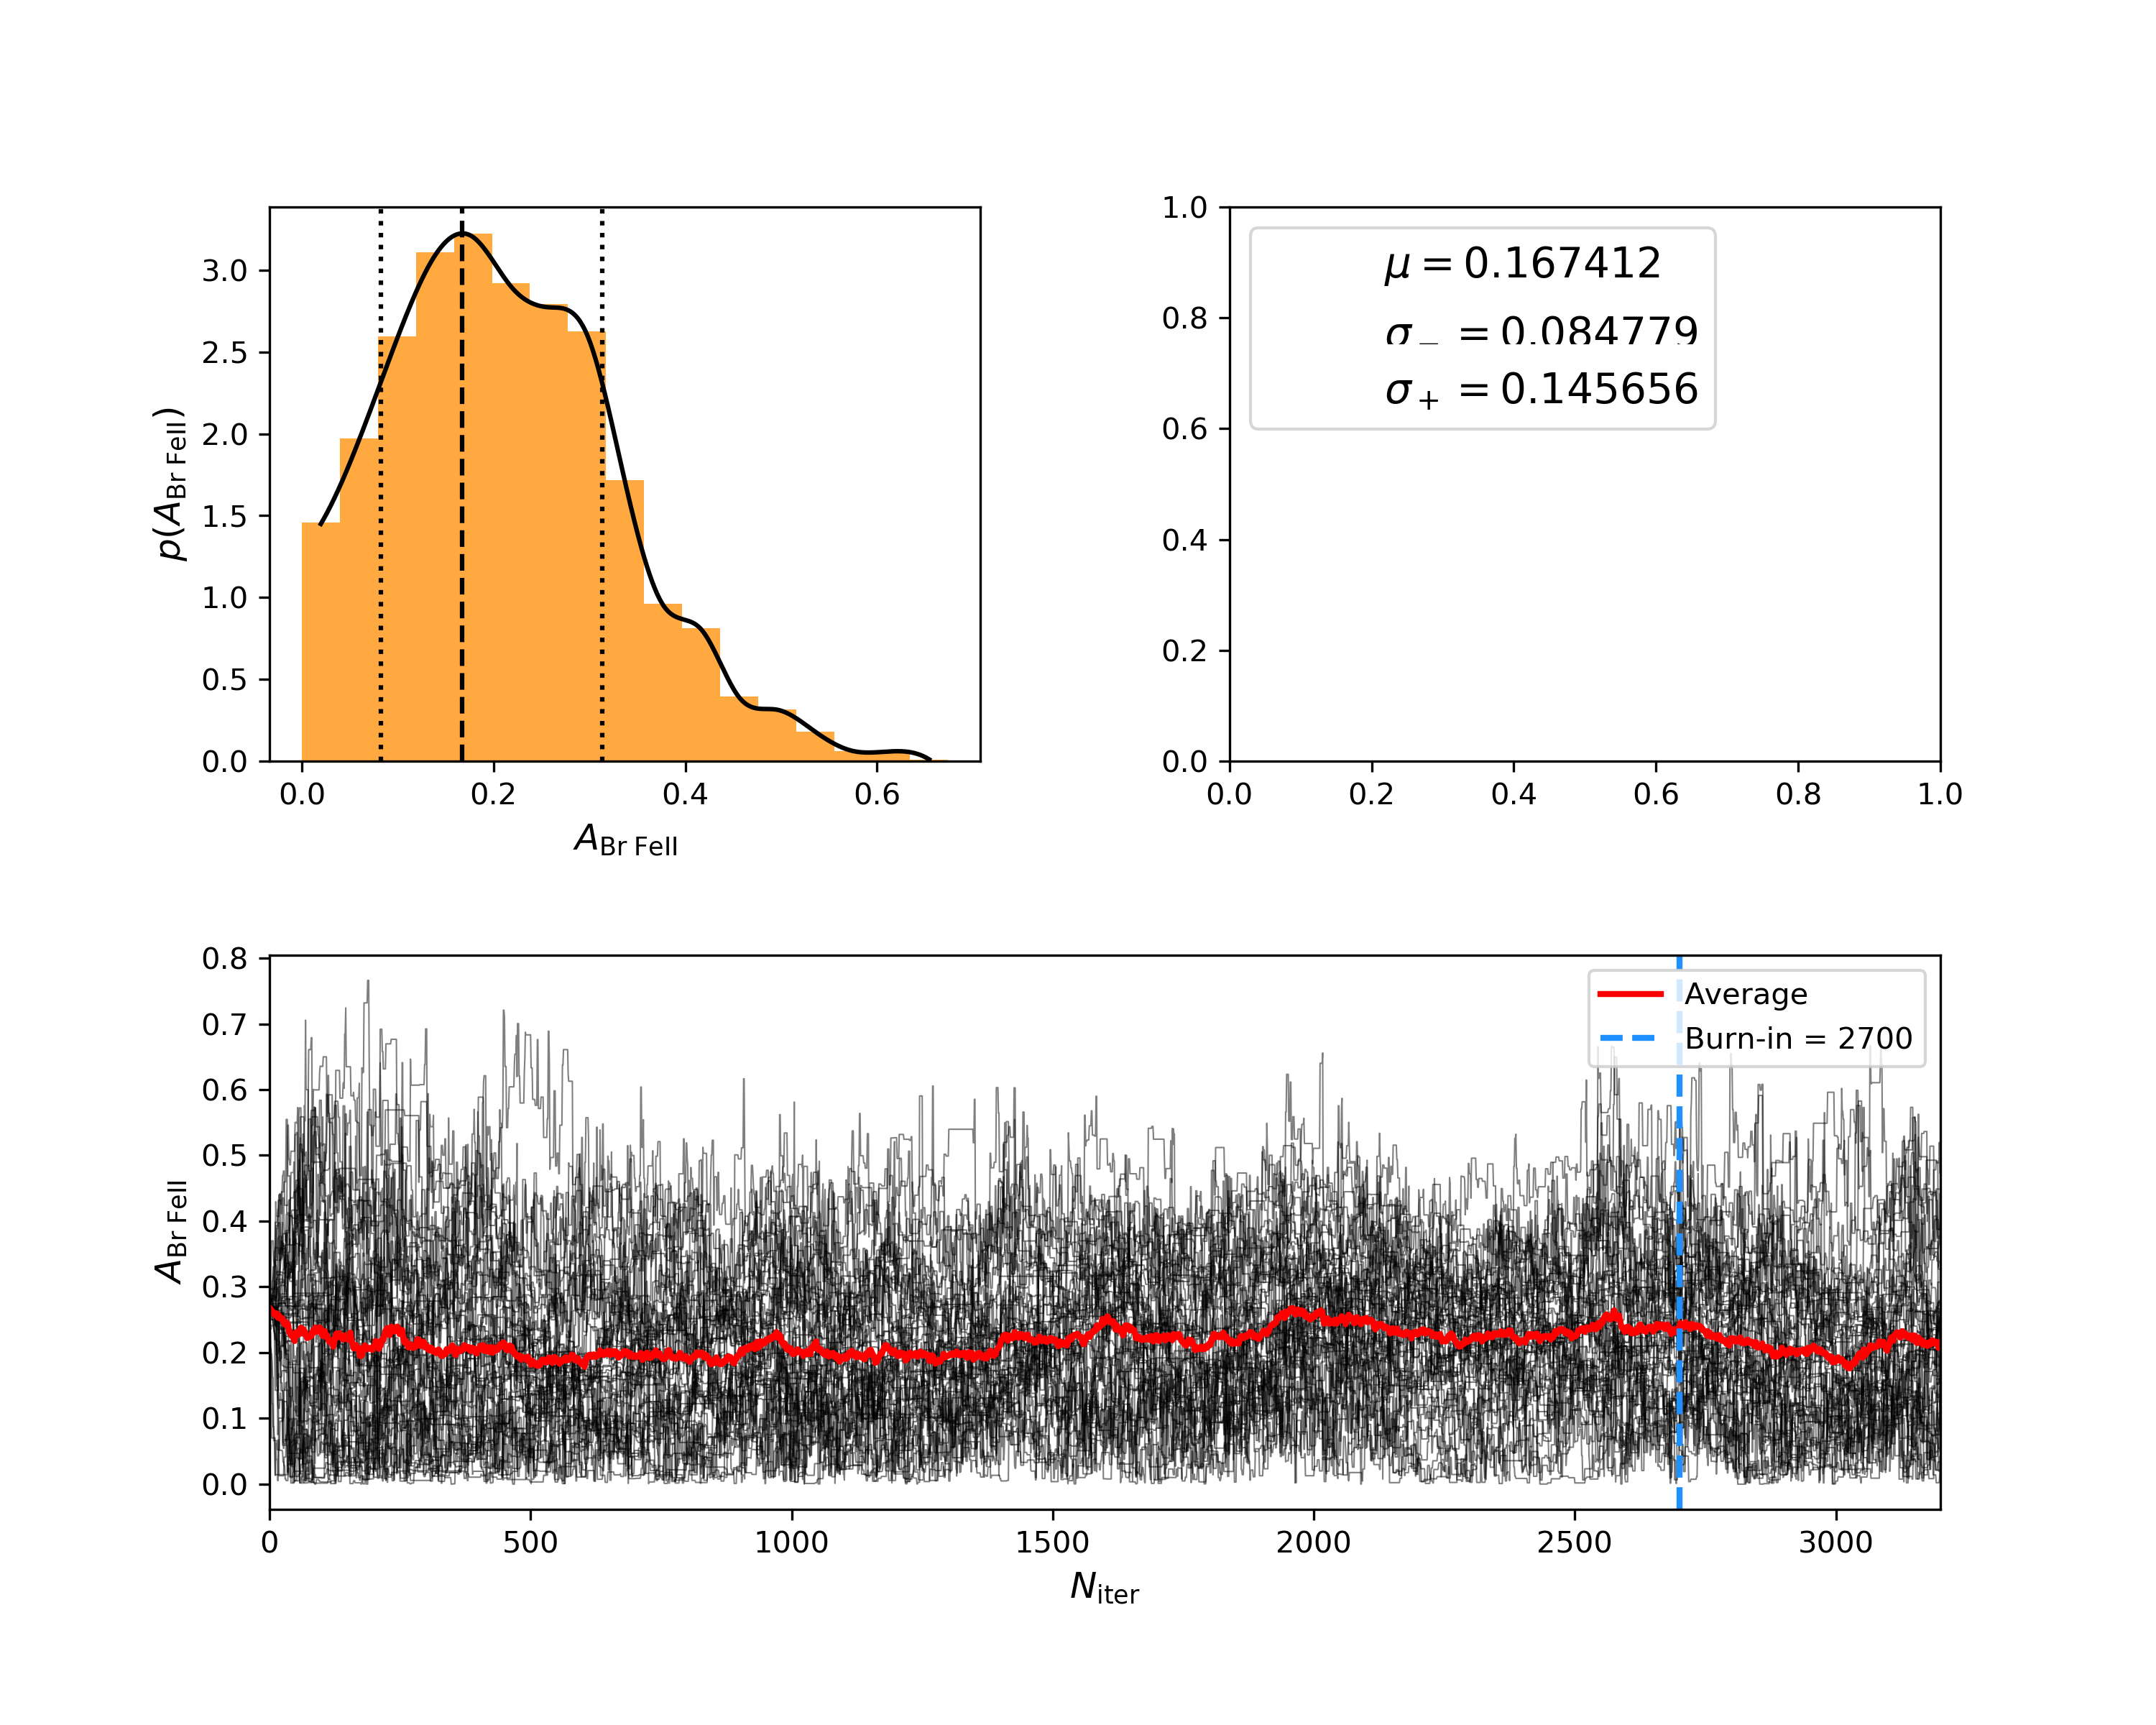 3.0
2.5
2.0
1.5
1.0
0.5
0.0
0.0 0.2 0.4 0.6
p(A_Br FeII)
A_Br FeII
μ = 0.167412
σ_− = 0.084779
σ_+ = 0.145656
1.0
0.8
0.6
0.4
0.2
0.0
0.0 0.2 0.4 0.6 0.8 1.0
0.8
0.7
0.6
0.5
0.4
0.3
0.2
0.1
0.0
A_Br FeII
Average
Burn-in = 2700
0 500 1000 1500 2000 2500 3000
N_iter